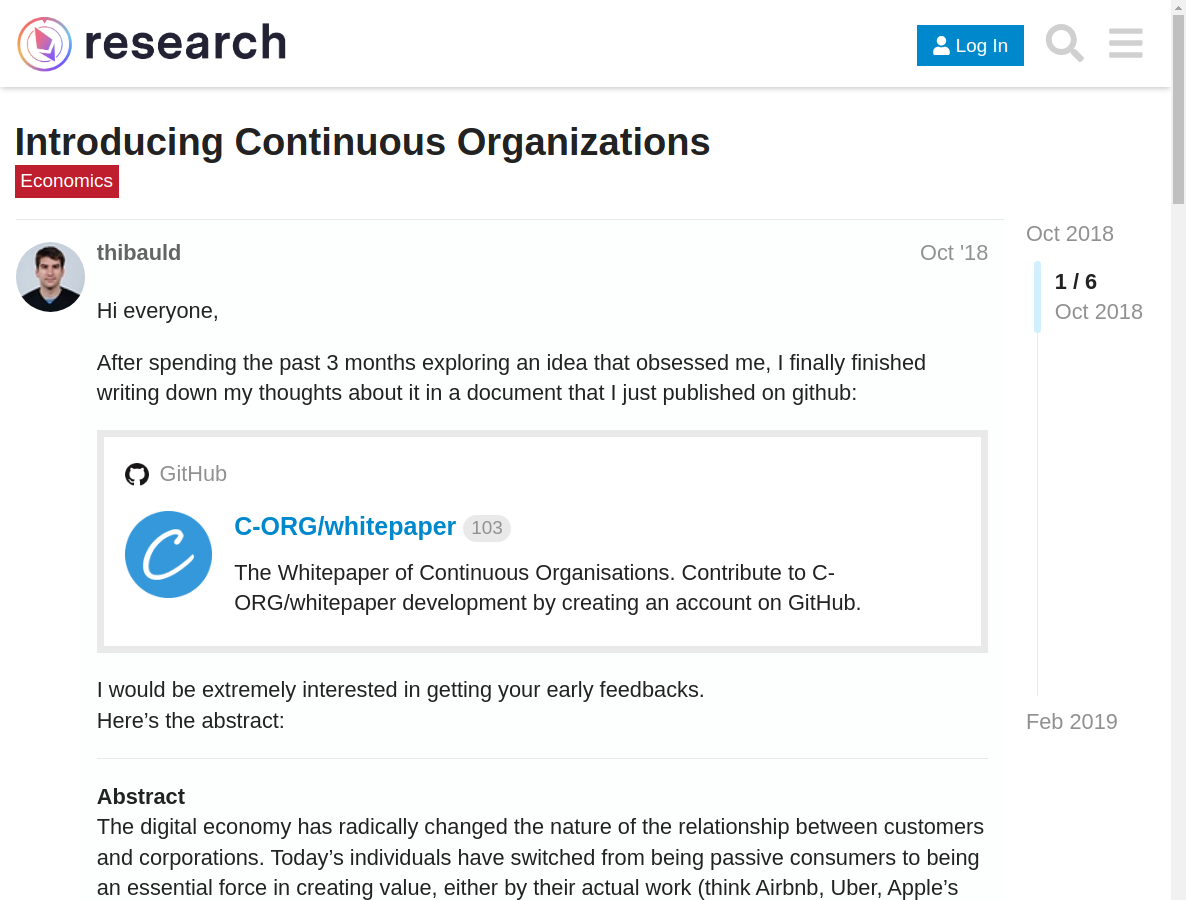 research
Log In
Introducing Continuous Organizations
Economics
thibauld
Oct '18
Oct 2018
1 / 6
Oct 2018
Hi everyone,
After spending the past 3 months exploring an idea that obsessed me, I finally finished
writing down my thoughts about it in a document that I just published on github:
GitHub
C
C-ORG/whitepaper 103
The Whitepaper of Continuous Organisations. Contribute to C-
ORG/whitepaper development by creating an account on GitHub.
I would be extremely interested in getting your early feedbacks.
Here’s the abstract:
Feb 2019
Abstract
The digital economy has radically changed the nature of the relationship between customers
and corporations. Today’s individuals have switched from being passive consumers to being
an essential force in creating value, either by their actual work (think Airbnb, Uber, Apple’s